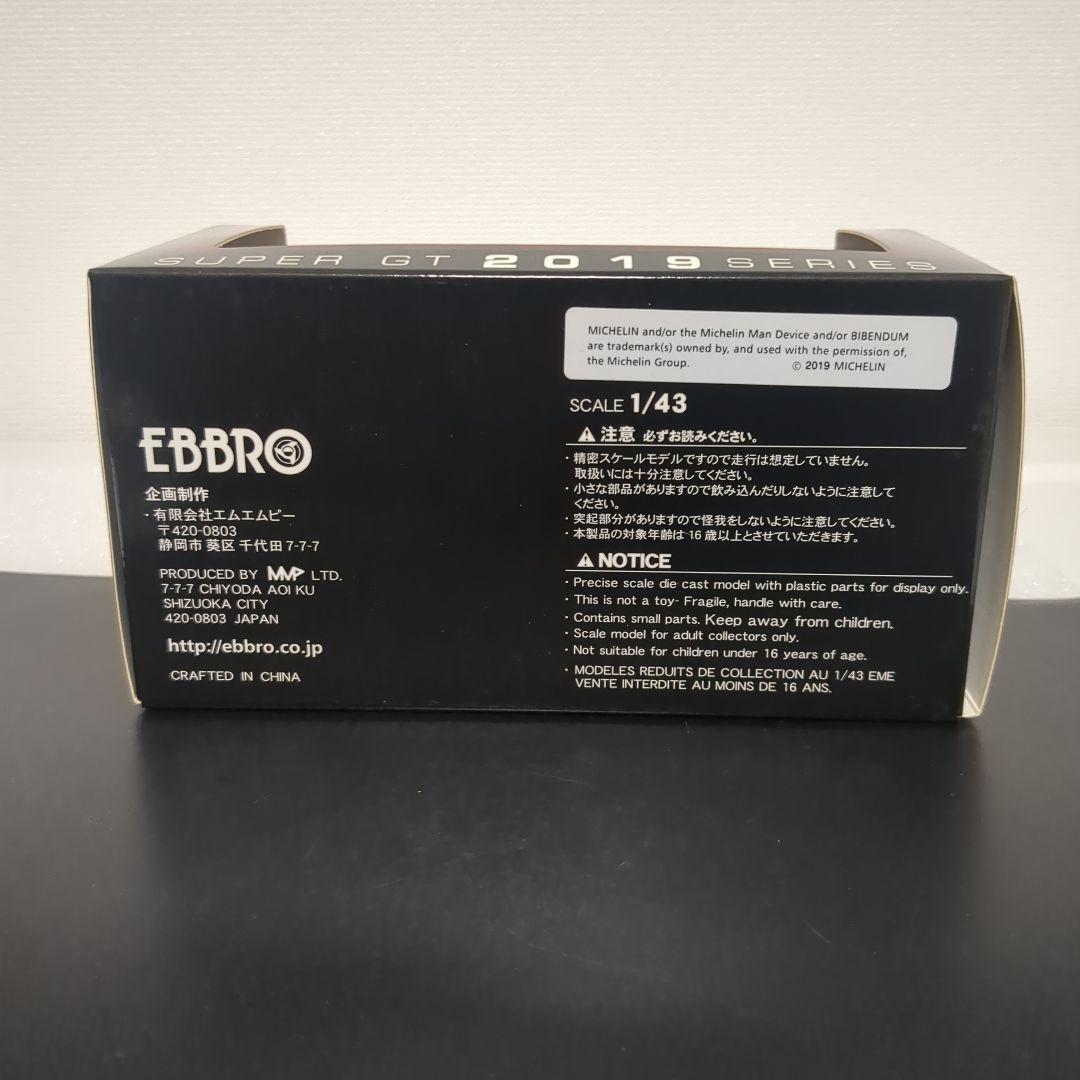 SUPER GT 2019 SERIES
MICHELIN and/or the Michelin Man Device and/or BIBENDUM
are trademark(s) owned by, and used with the permission of,
the Michelin Group. © 2019 MICHELIN
SCALE 1/43
注意 必ずお読みください。
・精密スケールモデルですので走行は想定していません。
取扱いには十分注意してください。
・小さな部品がありますので飲み込んだりしないように注意して
ください。
・突起部分がありますので怪我をしないように注意してください。
・本製品の対象年齢は16歳以上とさせていただきます。
NOTICE
・Precise scale die cast model with plastic parts for display only.
・This is not a toy- Fragile, handle with care.
・Contains small parts. Keep away from children.
・Scale model for adult collectors only.
・Not suitable for children under 16 years of age.
・MODELES REDUITS DE COLLECTION AU 1/43 EME
VENTE INTERDITE AU MOINS DE 16 ANS.
EBBRO
企画制作
・有限会社エムエムピー
〒420-0803
静岡市 葵区 千代田 7-7-7
PRODUCED BY MMP LTD.
7-7-7 CHIYODA AOI KU
SHIZUOKA CITY
420-0803 JAPAN
http://ebbro.co.jp
CRAFTED IN CHINA